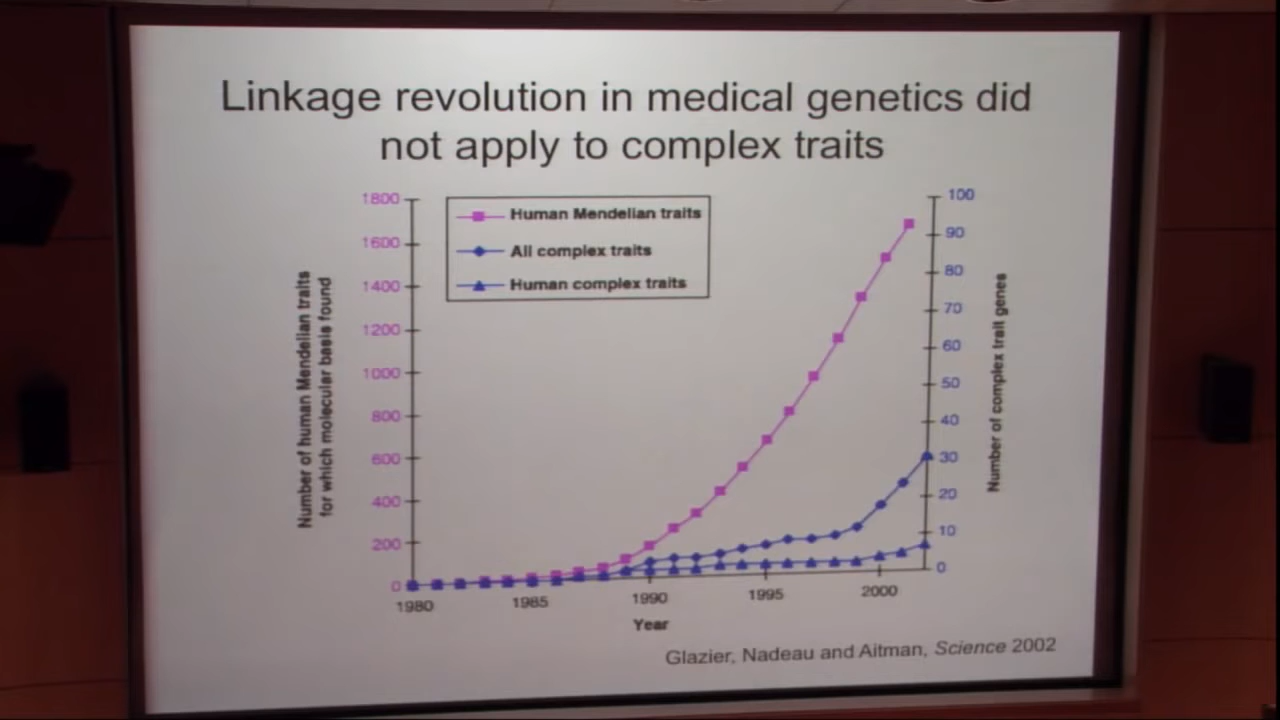 Linkage revolution in medical genetics did
not apply to complex traits
Human Mendelian traits
All complex traits
Human complex traits
Number of human Mendelian traits
for which molecular basis found
1800
1600
1400
1200
1000
800
600
400
200
0
100
90
80
70
60
50
40
30
20
10
0
Number of complex trait genes
1980
1985
1990
1995
2000
Year
Glazier, Nadeau and Aitman, Science 2002